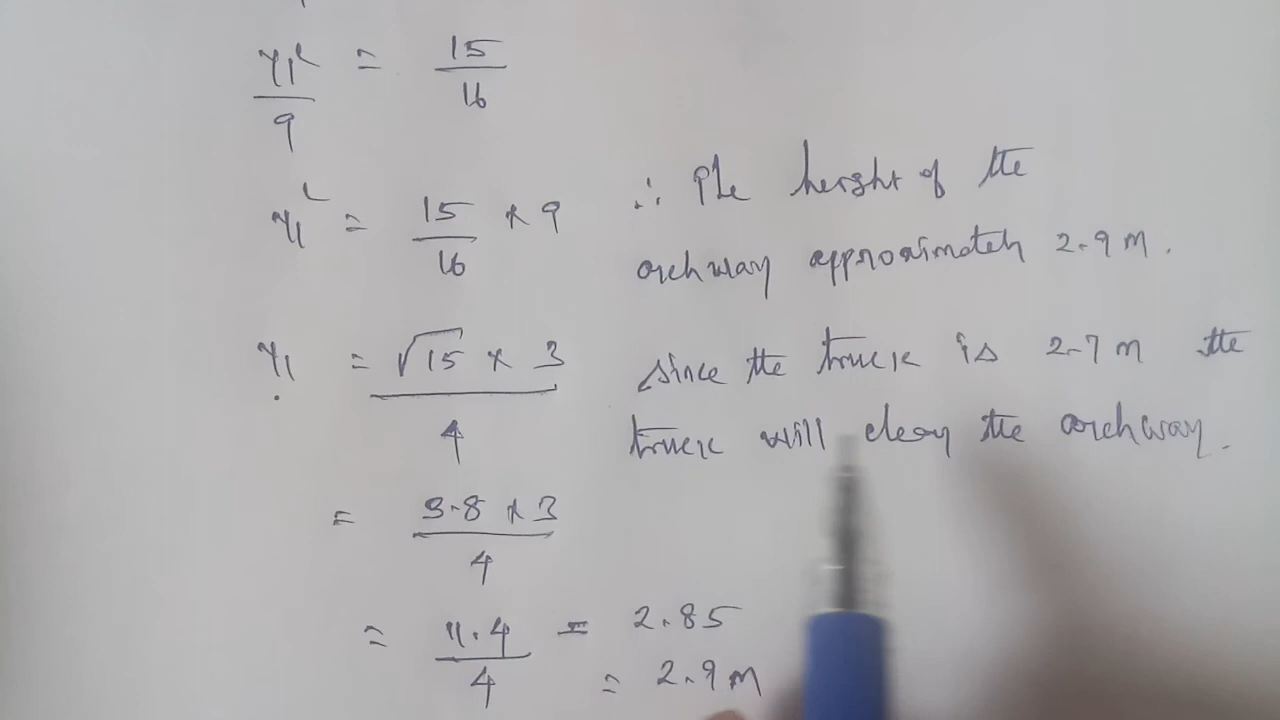 y₁² = 15
9 16
y₁² = 15 × 9
16
y₁ = √15 × 3
4
= 3.8 × 3
4
= 11.4 = 2.85
4
= 2.9 m
∴ The height of the
archway approximately 2.9 m.
since the truck is 2.7 m the
truck will clear the archway.